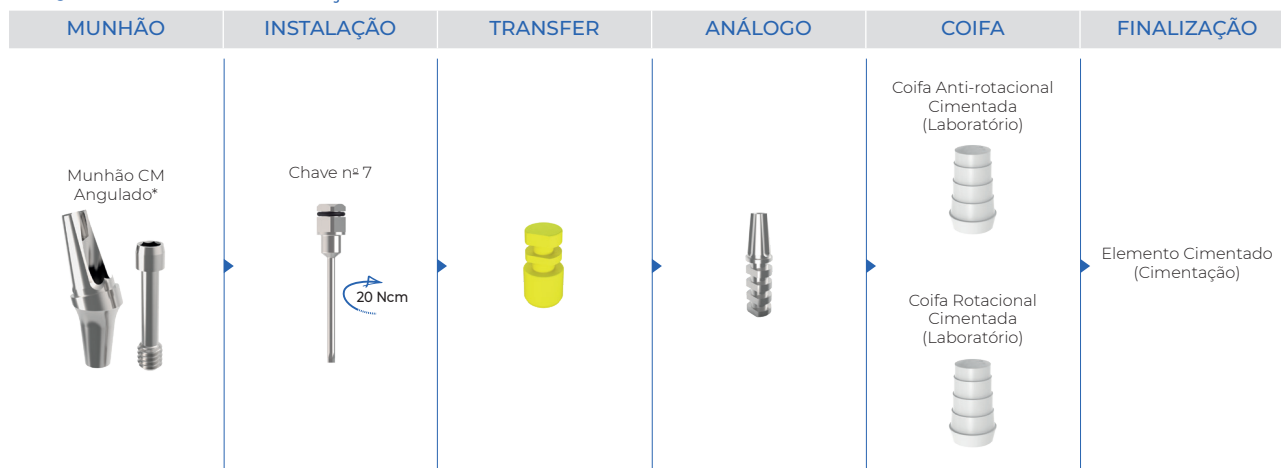 MUNHÃO
INSTALAÇÃO
TRANSFER
ANÁLOGO
COIFA
FINALIZAÇÃO
Munhão CM
Angulado*
Chave nº 7
20 Ncm
Coifa Anti-rotacional
Cimentada
(Laboratório)
Coifa Rotacional
Cimentada
(Laboratório)
Elemento Cimentado
(Cimentação)